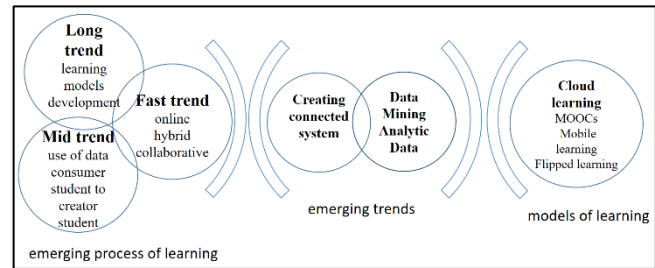 Long
trend
learning
models
development
Fast trend
online
hybrid
collaborative
Mid trend
use of data
consumer
student to
creator
student
emerging process of learning
Creating
connected
system
Data
Mining
Analytic
Data
emerging trends
Cloud
learning
MOOCs
Mobile
learning
Flipped learning
models of learning